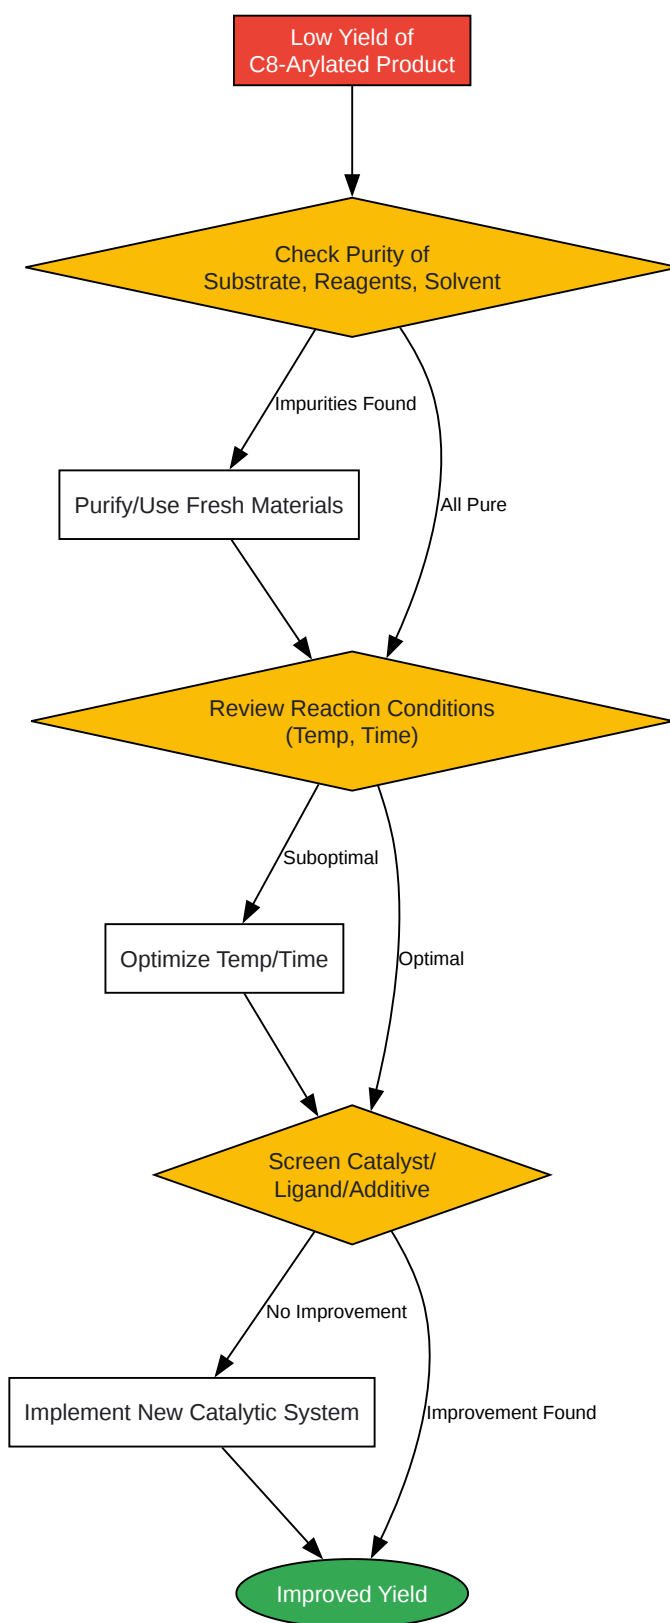 Low Yield of
C8-Arylated Product
Check Purity of
Substrate, Reagents, Solvent
Impurities Found
Purify/Use Fresh Materials
All Pure
Review Reaction Conditions
(Temp, Time)
Suboptimal
Optimize Temp/Time
Optimal
Screen Catalyst/
Ligand/Additive
No Improvement
Implement New Catalytic System
Improvement Found
Improved Yield